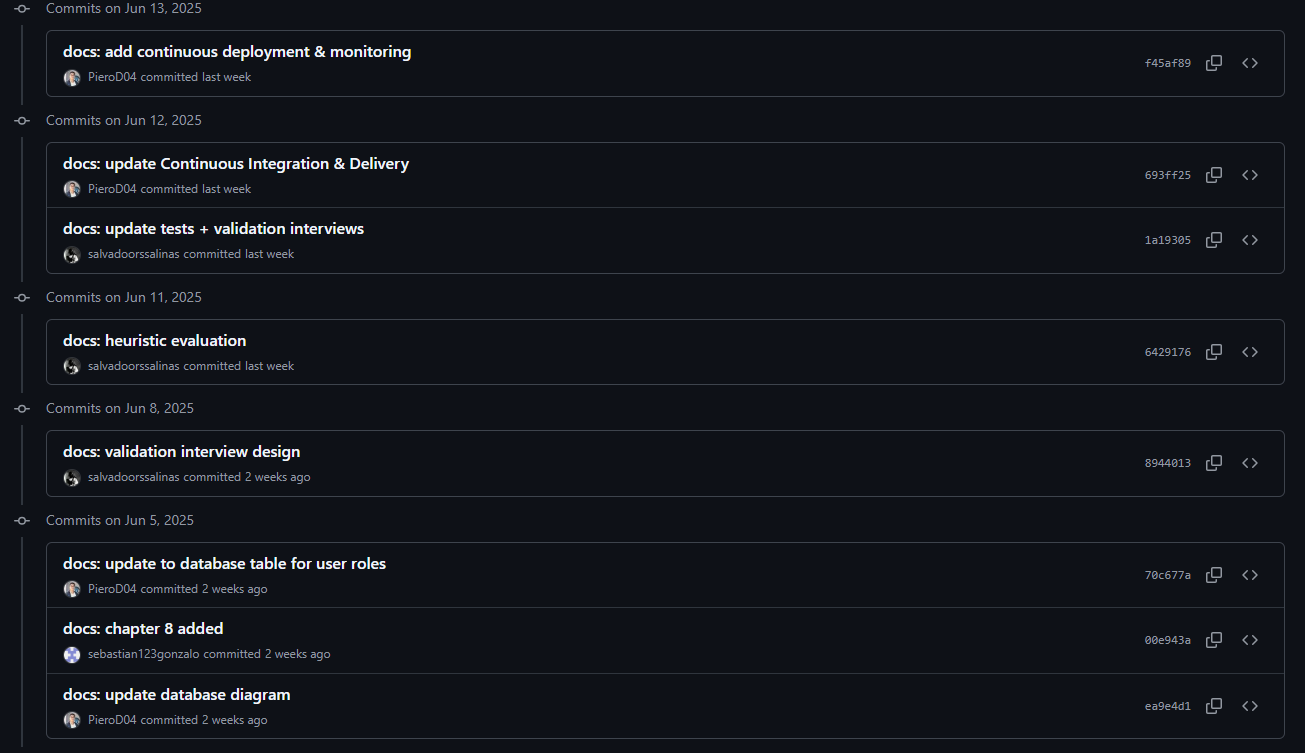 Commits on Jun 13, 2025
docs: add continuous deployment & monitoring
PieroD04 committed last week
f45af89
Commits on Jun 12, 2025
docs: update Continuous Integration & Delivery
PieroD04 committed last week
693ff25
docs: update tests + validation interviews
salvadoorssalinas committed last week
1a19305
Commits on Jun 11, 2025
docs: heuristic evaluation
salvadoorssalinas committed last week
6429176
Commits on Jun 8, 2025
docs: validation interview design
salvadoorssalinas committed 2 weeks ago
8944013
Commits on Jun 5, 2025
docs: update to database table for user roles
PieroD04 committed 2 weeks ago
70c677a
docs: chapter 8 added
sebastian123gonzalo committed 2 weeks ago
00e943a
docs: update database diagram
PieroD04 committed 2 weeks ago
ea9e4d1